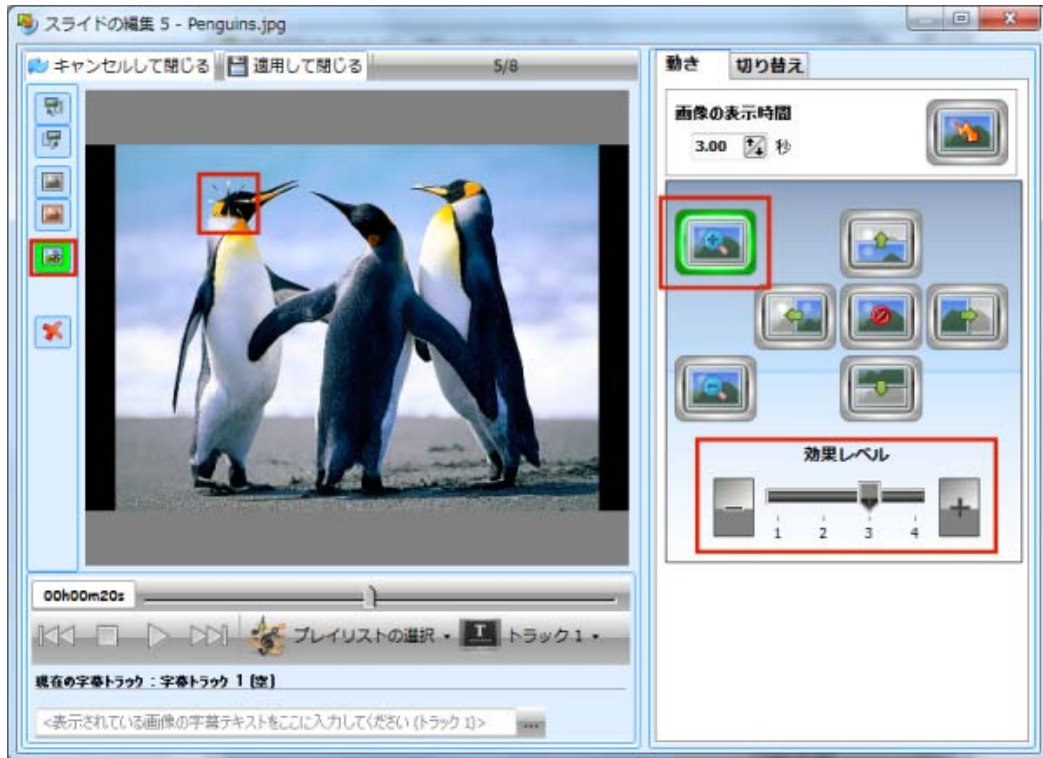 スライドの編集 5 - Penguins.jpg
キャンセルして閉じる 適用して閉じる 5/8
動き 切り替え
画像の表示時間
3.00 秒
効果レベル
1 2 3 4
00h00m20s
プレイリストの選択 T トラック 1
現在の字幕トラック : 字幕トラック 1 (空)
<表示されている画像の字幕テキストをここに入力してください (トラック 1)> ...